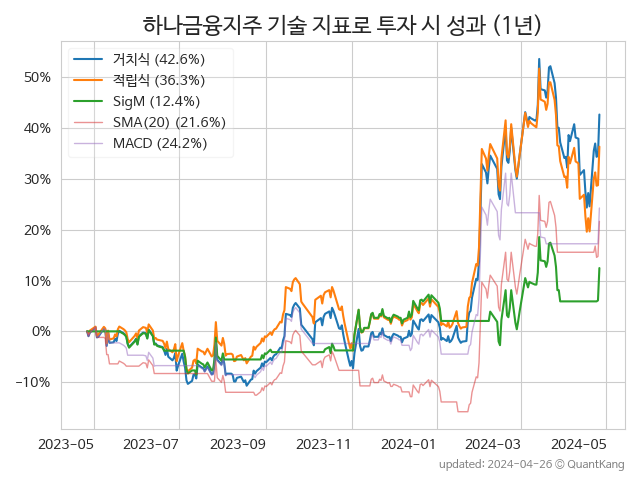 하나금융지주 기술 지표로 투자 시 성과 (1년)
거치식 (42.6%)
적립식 (36.3%)
SigM (12.4%)
SMA(20) (21.6%)
MACD (24.2%)
50%
40%
30%
20%
10%
0%
−10%
2023-05 2023-07 2023-09 2023-11 2024-01 2024-03 2024-05
updated: 2024-04-26 © QuantKang